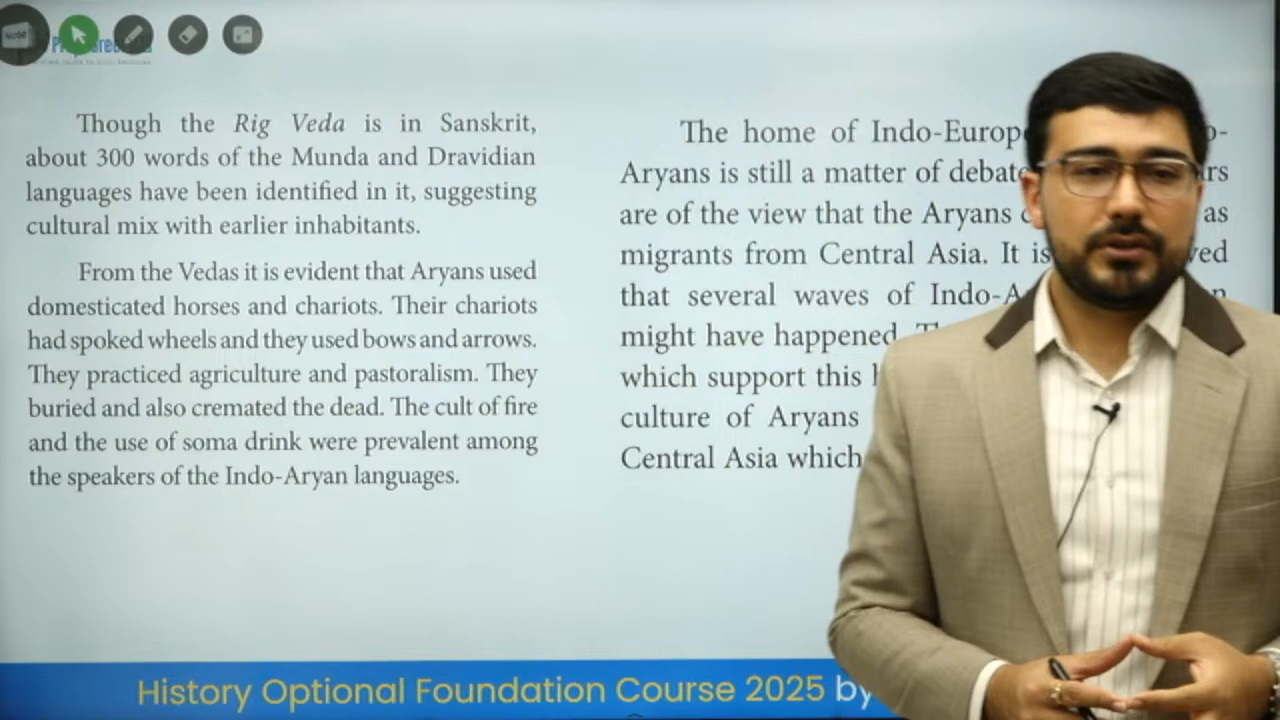 Though the Rig Veda is in Sanskrit,
about 300 words of the Munda and Dravidian
languages have been identified in it, suggesting
cultural mix with earlier inhabitants.
From the Vedas it is evident that Aryans used
domesticated horses and chariots. Their chariots
had spoked wheels and they used bows and arrows.
They practiced agriculture and pastoralism. They
buried and also cremated the dead. The cult of fire
and the use of soma drink were prevalent among
the speakers of the Indo-Aryan languages.
The home of Indo-Europ
Aryans is still a matter of debate
are of the view that the Aryans as
migrants from Central Asia. It is
that several waves of Indo-A
might have happened.
which support this
culture of Aryans
Central Asia which
History Optional Foundation Course 2025 by